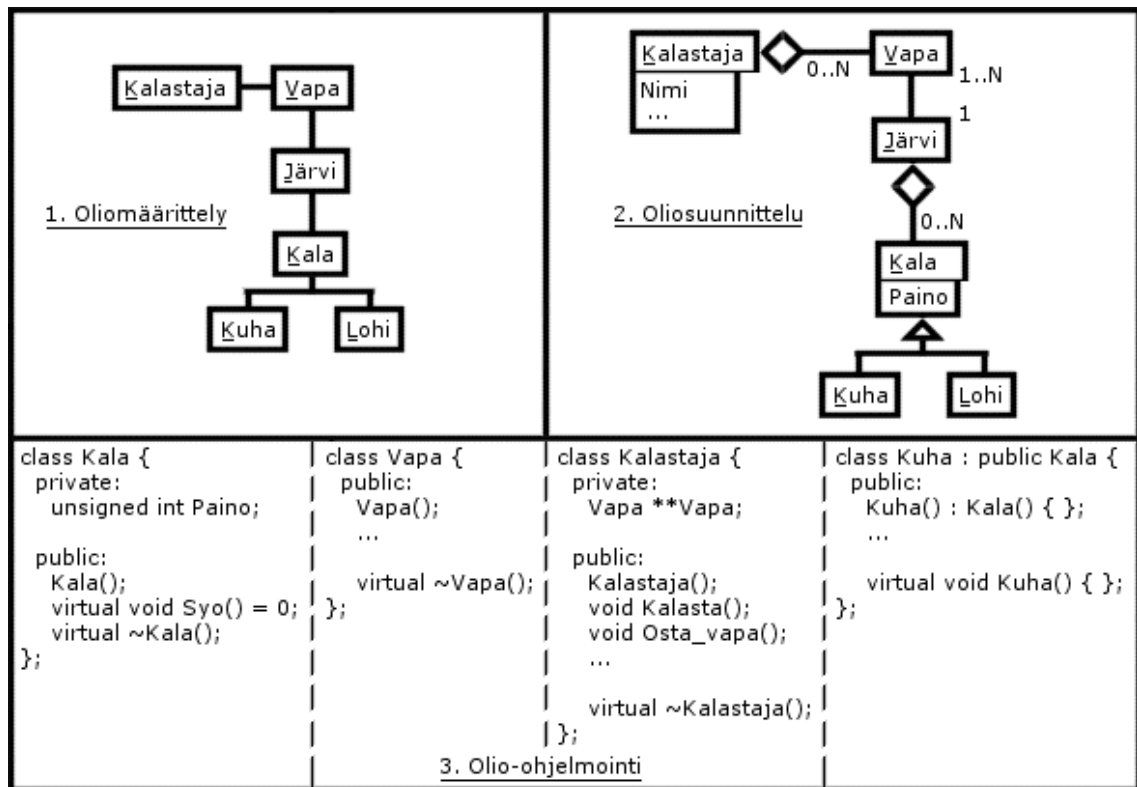 Kalastaja
Vapa
Järvi
1. Oliomäärittely
Kala
Kuha
Lohi
Kalastaja
0..N
Vapa
1..N
Nimi
...
1
Järvi
2. Oliosuunnittelu
0..N
Kala
Paino
Kuha
Lohi
class Kala {
private:
unsigned int Paino;
public:
Kala();
virtual void Syo() = 0;
virtual ~Kala();
};
class Vapa {
public:
Vapa();
...
virtual ~Vapa();
};
class Kalastaja {
private:
Vapa **Vapa;
public:
Kalastaja();
void Kalasta();
void Osta_vapa();
...
virtual ~Kalastaja();
};
class Kuha : public Kala {
public:
Kuha() : Kala() { };
...
virtual void Kuha() { };
};
3. Olio-ohjelmointi